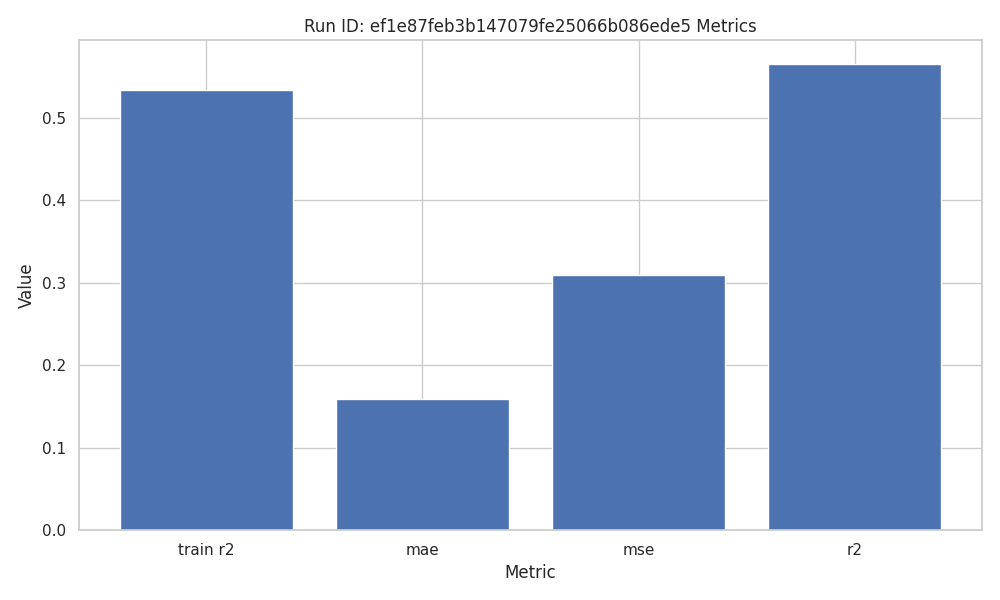 Run ID: ef1e87feb3b147079fe25066b086ede5 Metrics
Value
0.5
0.4
0.3
0.2
0.1
0.0
train r2
mae
mse
r2
Metric